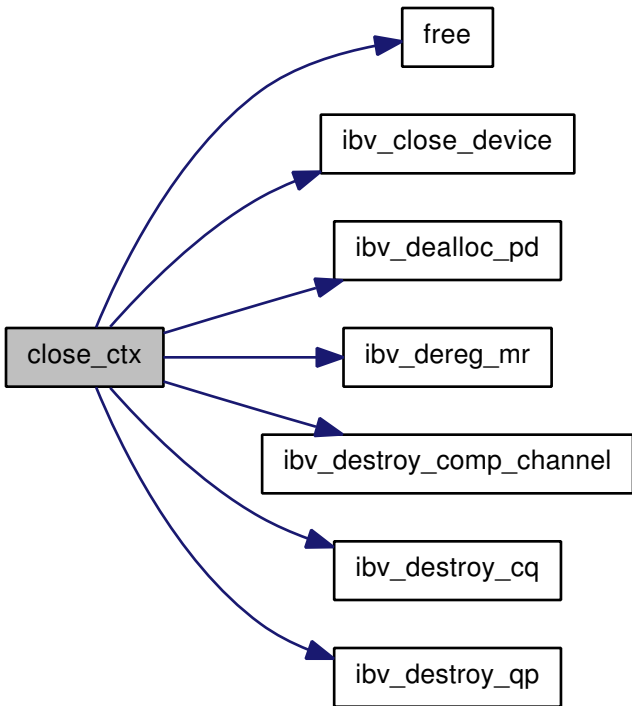 free
ibv_close_device
ibv_dealloc_pd
close_ctx
ibv_dereg_mr
ibv_destroy_comp_channel
ibv_destroy_cq
ibv_destroy_qp